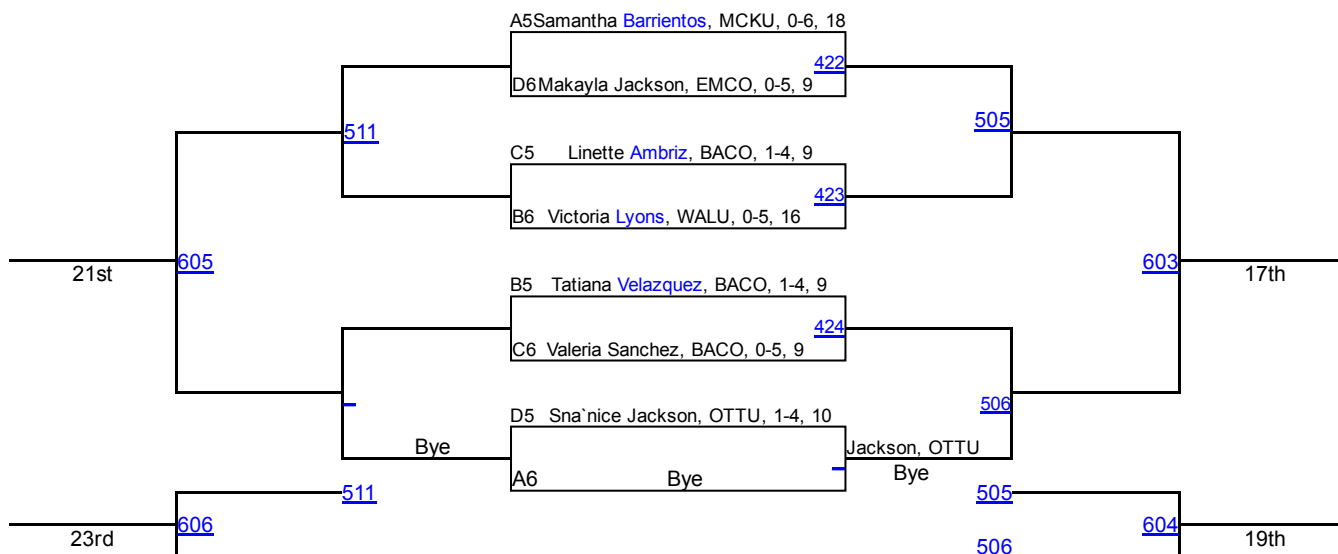 A5Samantha Barrientos, MCKU, 0-6, 18
422
D6Makayla Jackson, EMCO, 0-5, 9
511
505
C5 Linette Ambriz, BACO, 1-4, 9
423
B6 Victoria Lyons, WALU, 0-5, 16
605
21st
603
17th
B5 Tatiana Velazquez, BACO, 1-4, 9
424
C6 Valeria Sanchez, BACO, 0-5, 9
506
D5 Sna`nice Jackson, OTTU, 1-4, 10
Bye
Jackson, OTTU
A6 Bye
Bye
511
505
606
23rd
604
19th
506